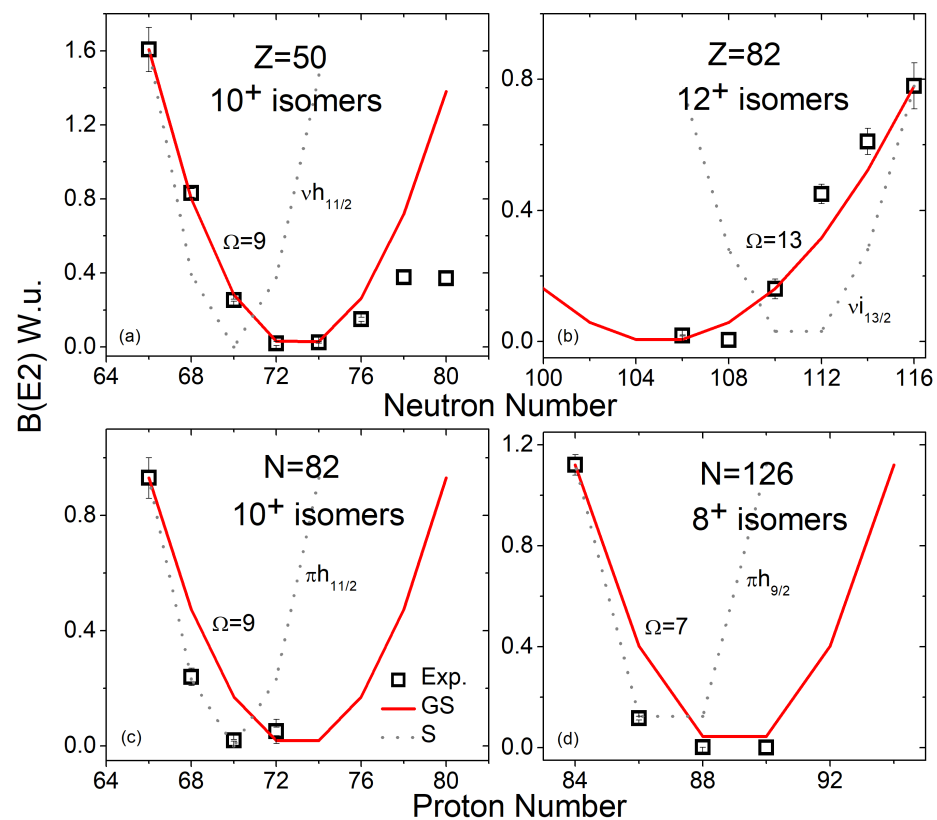 B(E2) W.u.
1.6
1.2
0.8
0.4
0.0
Z=50
10⁺ isomers
νh₁₁/₂
Ω=9
(a)
64 68 72 76 80
0.8
0.4
0.0
Z=82
12⁺ isomers
Ω=13
νi₁₃/₂
(b)
100 104 108 112 116
Neutron Number
0.8
0.4
0.0
N=82
10⁺ isomers
πh₁₁/₂
Ω=9
Exp.
GS
S
(c)
64 68 72 76 80
1.2
0.8
0.4
0.0
N=126
8⁺ isomers
πh₉/₂
Ω=7
(d)
84 88 92
Proton Number